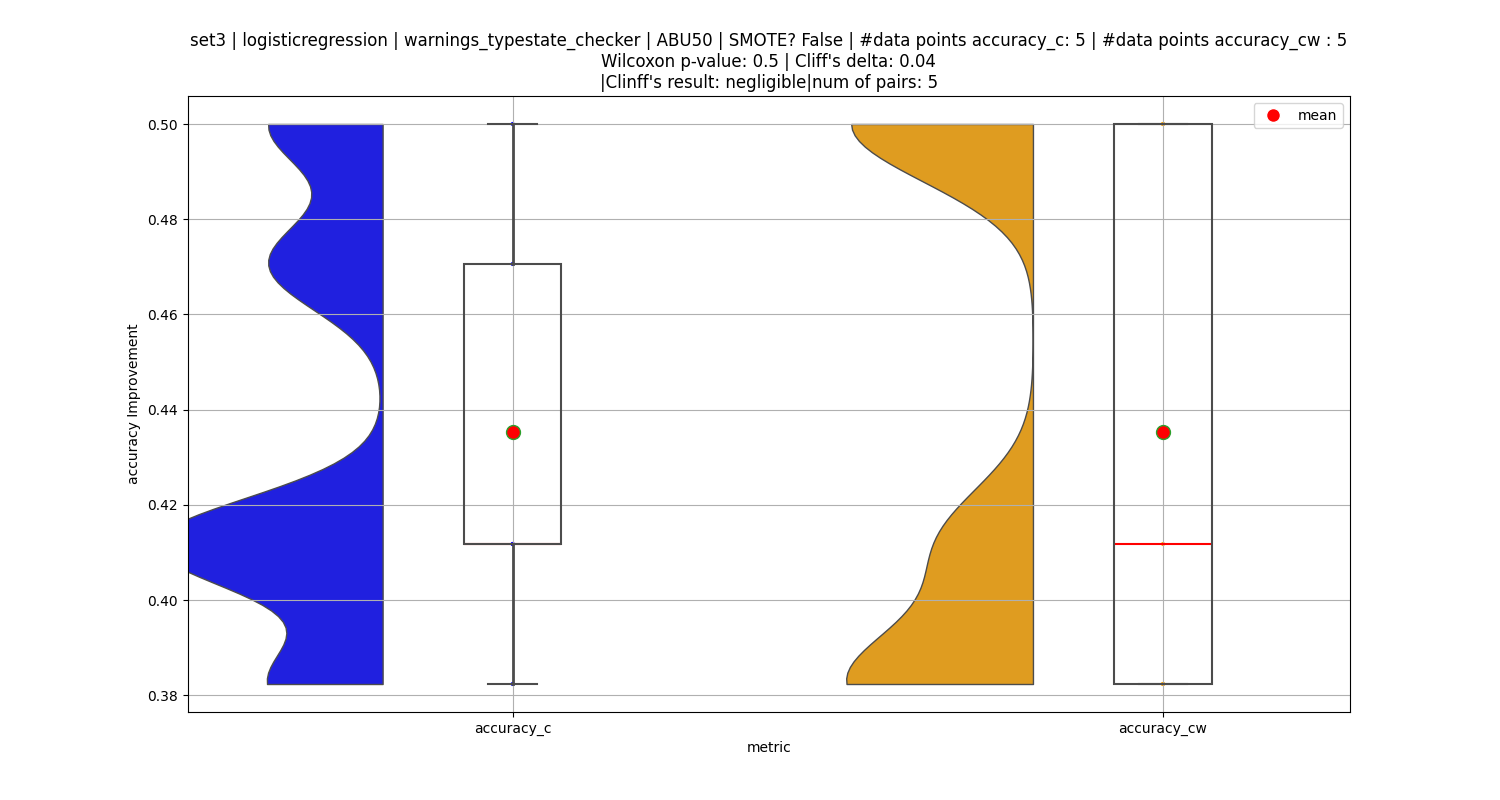 set3 | logisticregression | warnings_typestate_checker | ABU50 | SMOTE? False | #data points accuracy_c: 5 | #data points accuracy_cw : 5
Wilcoxon p-value: 0.5 | Cliff's delta: 0.04
|Clinff's result: negligible|num of pairs: 5
mean
0.50
0.48
0.46
0.44
0.42
0.40
0.38
accuracy Improvement
accuracy_c
accuracy_cw
metric